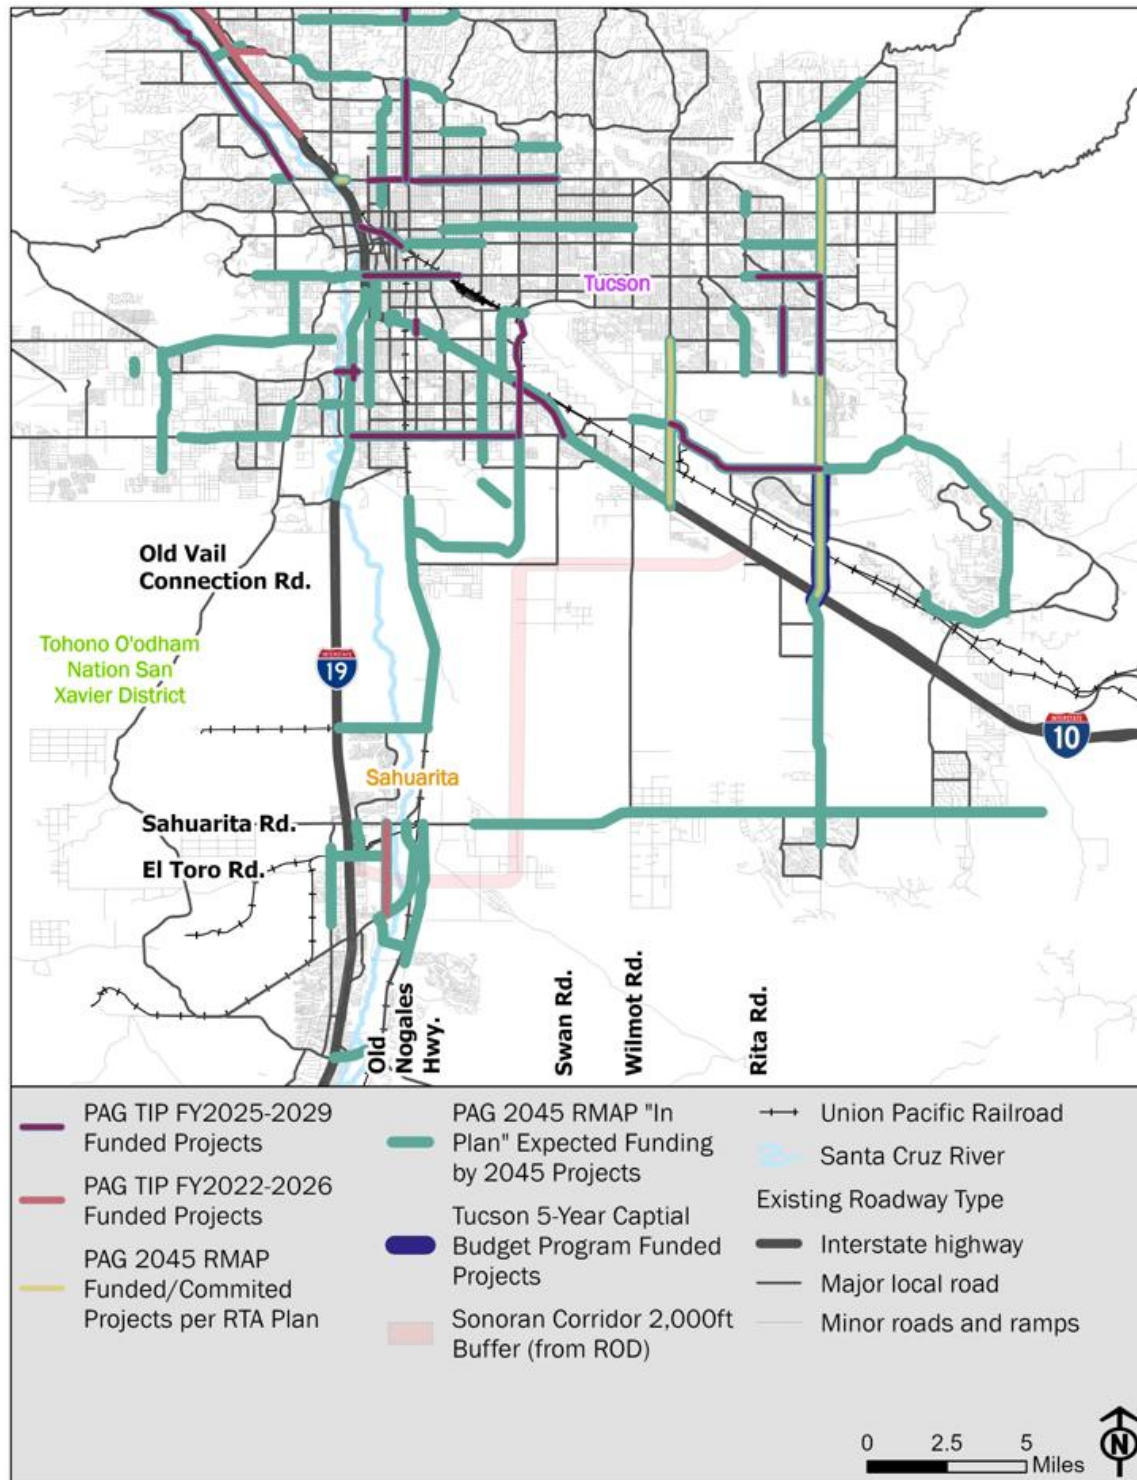 Tucson
Old Vail
Connection Rd.
Tohono O'odham
Nation San
Xavier District
INTERSTATE
19
INTERSTATE
10
Sahuarita
Sahuarita Rd.
El Toro Rd.
Old
Nogales
Hwy.
Swan Rd.
Wilmot Rd.
Rita Rd.
PAG TIP FY2025-2029
Funded Projects
PAG TIP FY2022-2026
Funded Projects
PAG 2045 RMAP
Funded/Commited
Projects per RTA Plan
PAG 2045 RMAP "In
Plan" Expected Funding
by 2045 Projects
Tucson 5-Year Captial
Budget Program Funded
Projects
Sonoran Corridor 2,000ft
Buffer (from ROD)
Union Pacific Railroad
Santa Cruz River
Existing Roadway Type
Interstate highway
Major local road
Minor roads and ramps
0 2.5 5
Miles
N